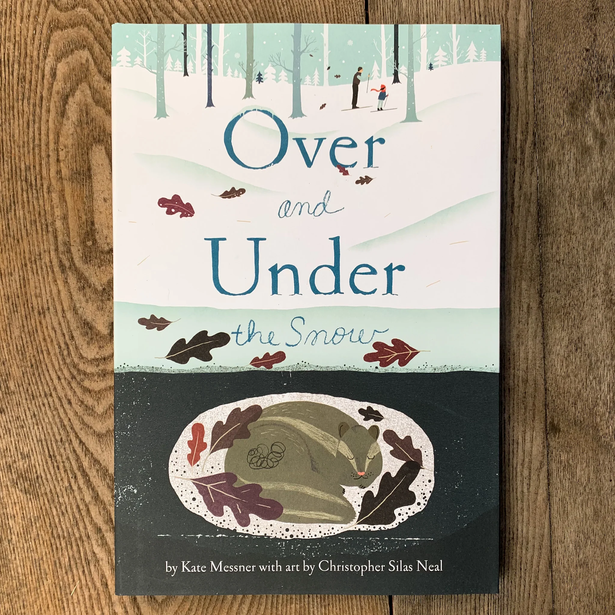 Over
and
Under
the Snow
by Kate Messner with art by Christopher Silas Neal